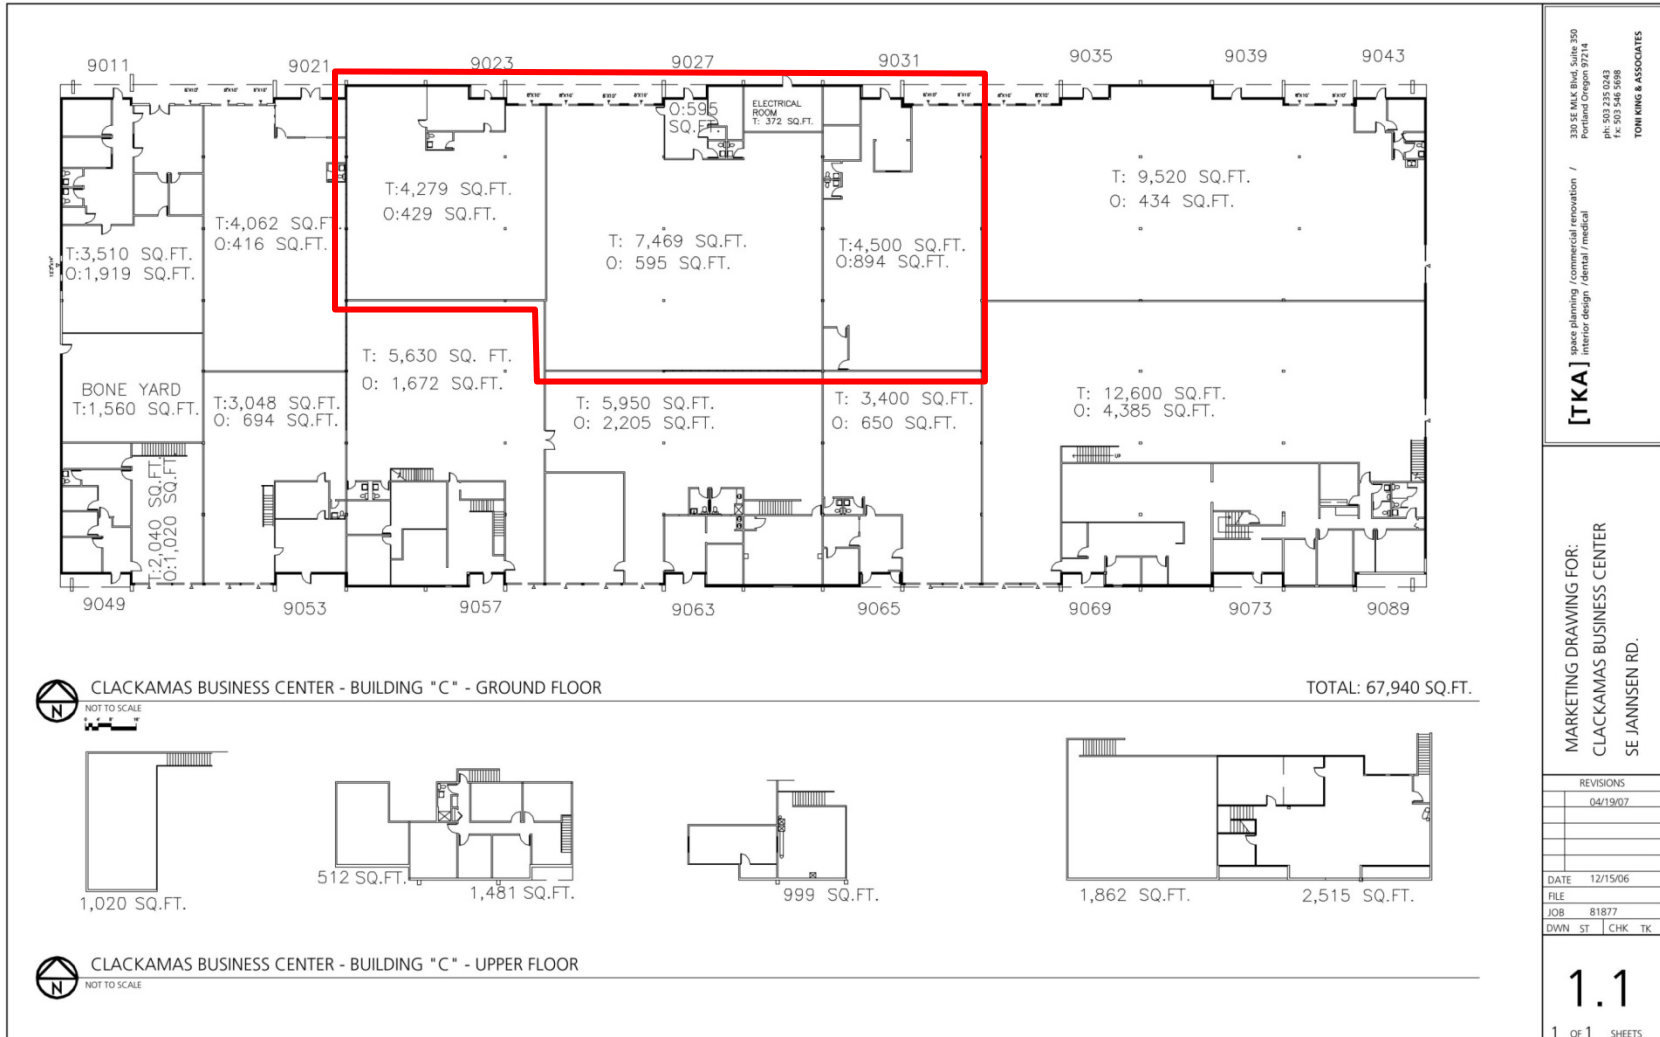 9011
9021
9023
9027
9031
9035
9039
9043
O:595
SQ.FT.
ELECTRICAL
ROOM
T: 372 SQ.FT.
T:4,279 SQ.FT.
O:429 SQ.FT.
T: 9,520 SQ.FT.
O: 434 SQ.FT.
T:4,062 SQ.FT.
O:416 SQ.FT.
T: 7,469 SQ.FT.
O: 595 SQ.FT.
T:4,500 SQ.FT.
O:894 SQ.FT.
T:3,510 SQ.FT.
O:1,919 SQ.FT.
T: 5,630 SQ. FT.
O: 1,672 SQ.FT.
BONE YARD
T:1,560 SQ.FT.
T:3,048 SQ.FT.
O: 694 SQ.FT.
T: 5,950 SQ.FT.
O: 2,205 SQ.FT.
T: 3,400 SQ.FT.
O: 650 SQ.FT.
T: 12,600 SQ.FT.
O: 4,385 SQ.FT.
UP
T:2,040 SQ.FT.
O:1,020 SQ.FT.
9049
9053
9057
9063
9065
9069
9073
9089
N
CLACKAMAS BUSINESS CENTER - BUILDING "C" - GROUND FLOOR
TOTAL: 67,940 SQ.FT.
NOT TO SCALE
1,020 SQ.FT.
512 SQ.FT.
1,481 SQ.FT.
999 SQ.FT.
1,862 SQ.FT.
2,515 SQ.FT.
N
CLACKAMAS BUSINESS CENTER - BUILDING "C" - UPPER FLOOR
NOT TO SCALE
[TKA]
space planning / commercial renovation /
interior design / dental / medical
330 SE MLK Blvd, Suite 350
Portland Oregon 97214
ph: 503 235 0243
fx: 503 546 5698
TONI KING & ASSOCIATES
MARKETING DRAWING FOR:
CLACKAMAS BUSINESS CENTER
SE JANNSEN RD.
REVISIONS
04/19/07
DATE 12/15/06
FILE
JOB 81877
DWN ST CHK TK
1.1
1 OF 1 SHEETS